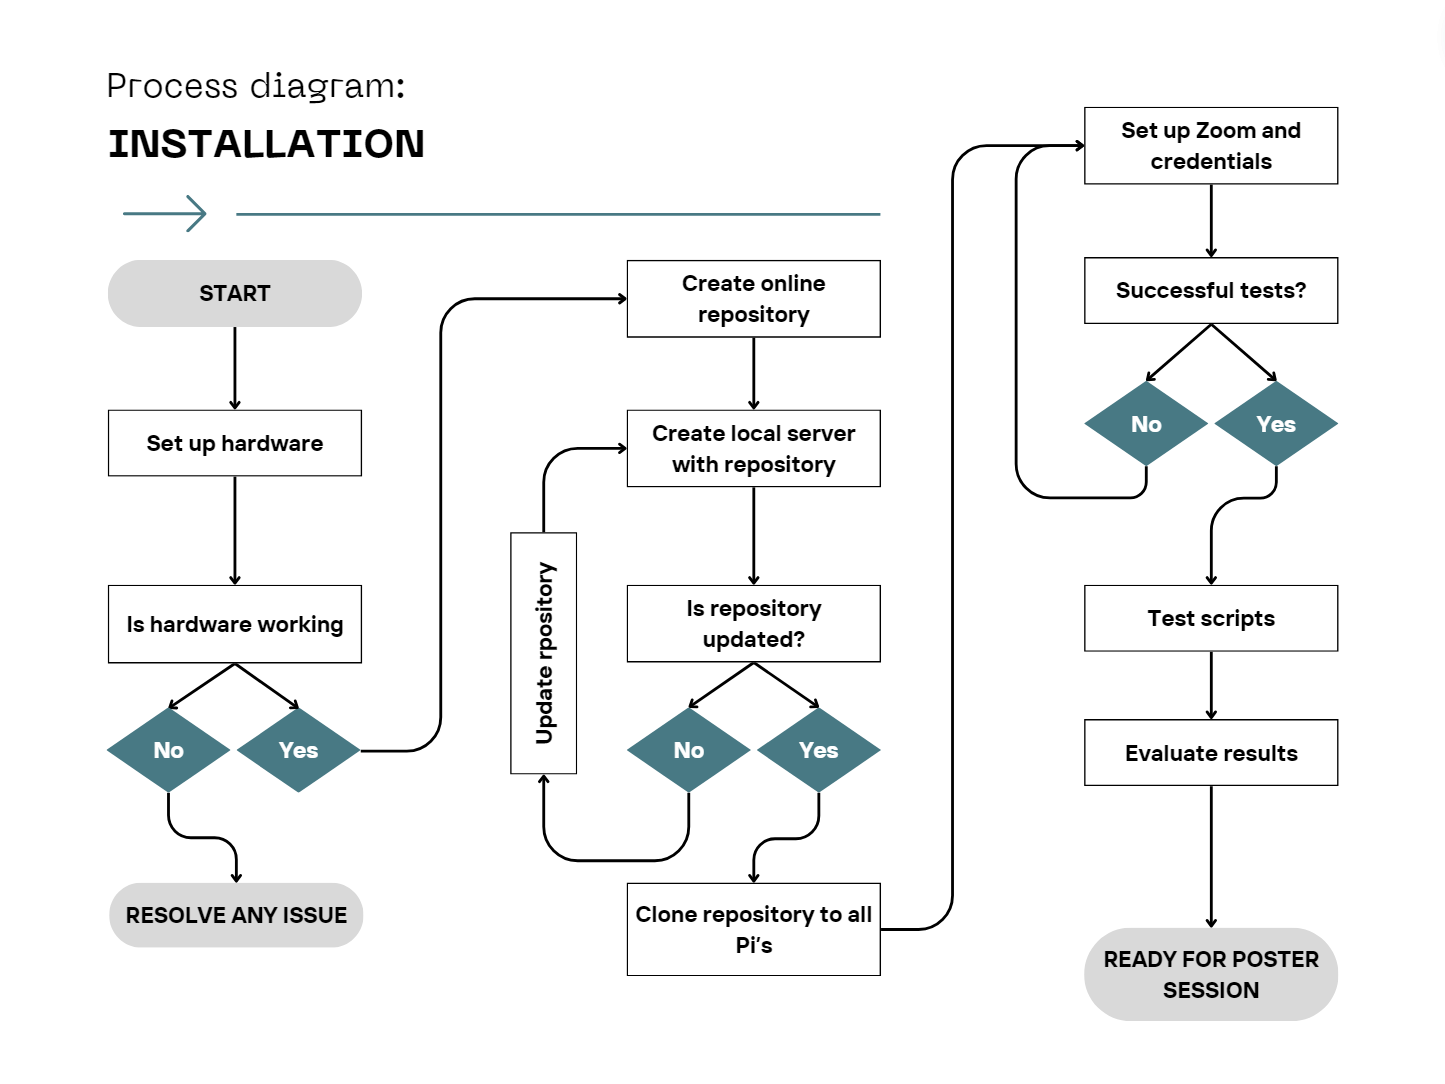 Process diagram:
INSTALLATION
START
Set up hardware
Is hardware working
No
Yes
RESOLVE ANY ISSUE
Create online
repository
Create local server
with repository
Update rpository
Is repository
updated?
No
Yes
Clone repository to all
Pi's
Set up Zoom and
credentials
Successful tests?
No
Yes
Test scripts
Evaluate results
READY FOR POSTER
SESSION